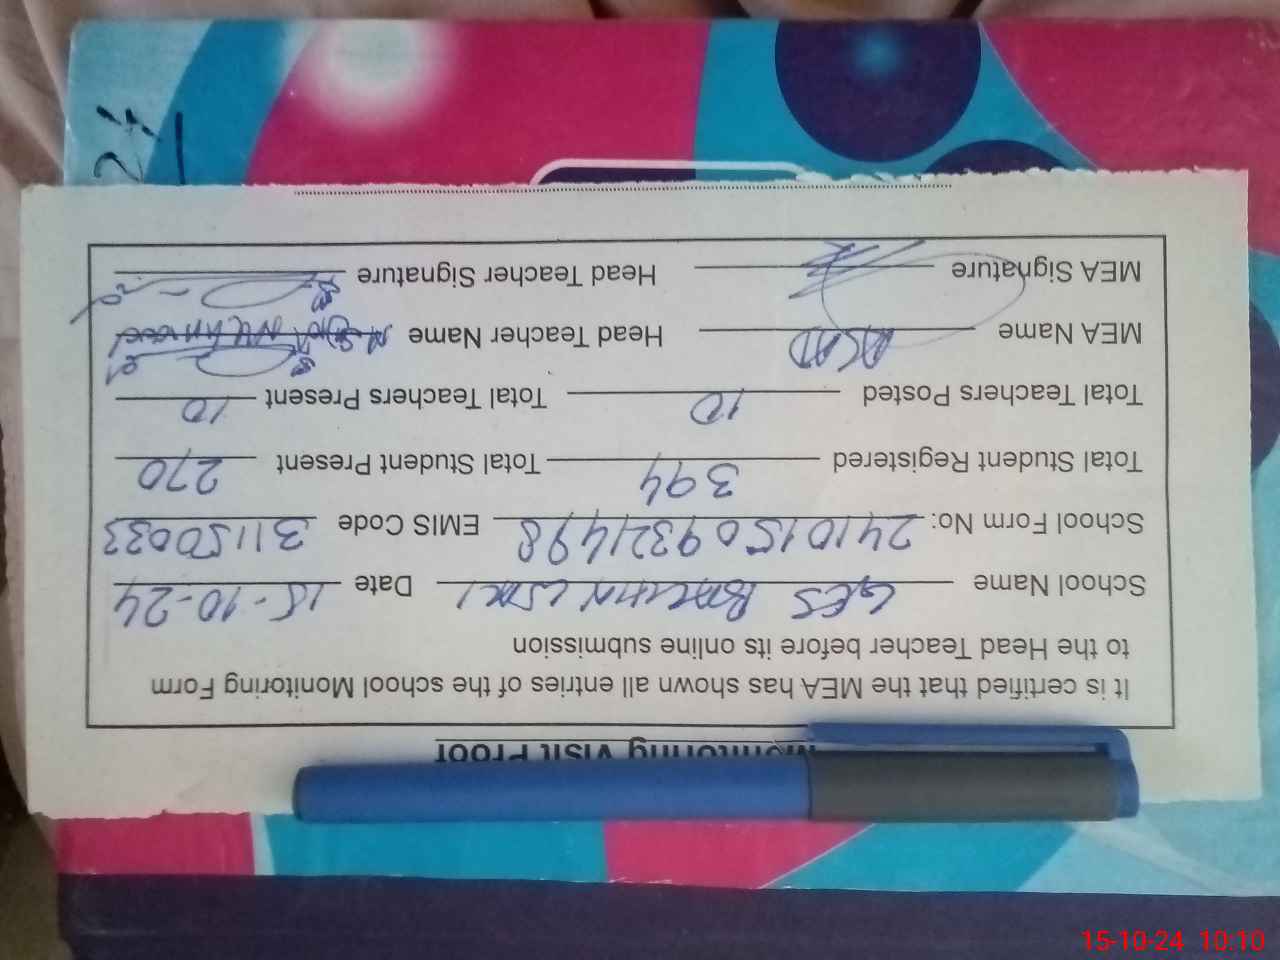 Monitoring Visit Proof
It is certified that the MEA has shown all entries of the school Monitoring Form
to the Head Teacher before its online submission
School Name GES Date 15-10-24
School Form No: 24101509321498 EMIS Code 31150033
Total Student Registered 394 Total Student Present 270
Total Teachers Posted 10 Total Teachers Present 10
MEA Name ASAD Head Teacher Name
MEA Signature Head Teacher Signature
15-10-24 10:10